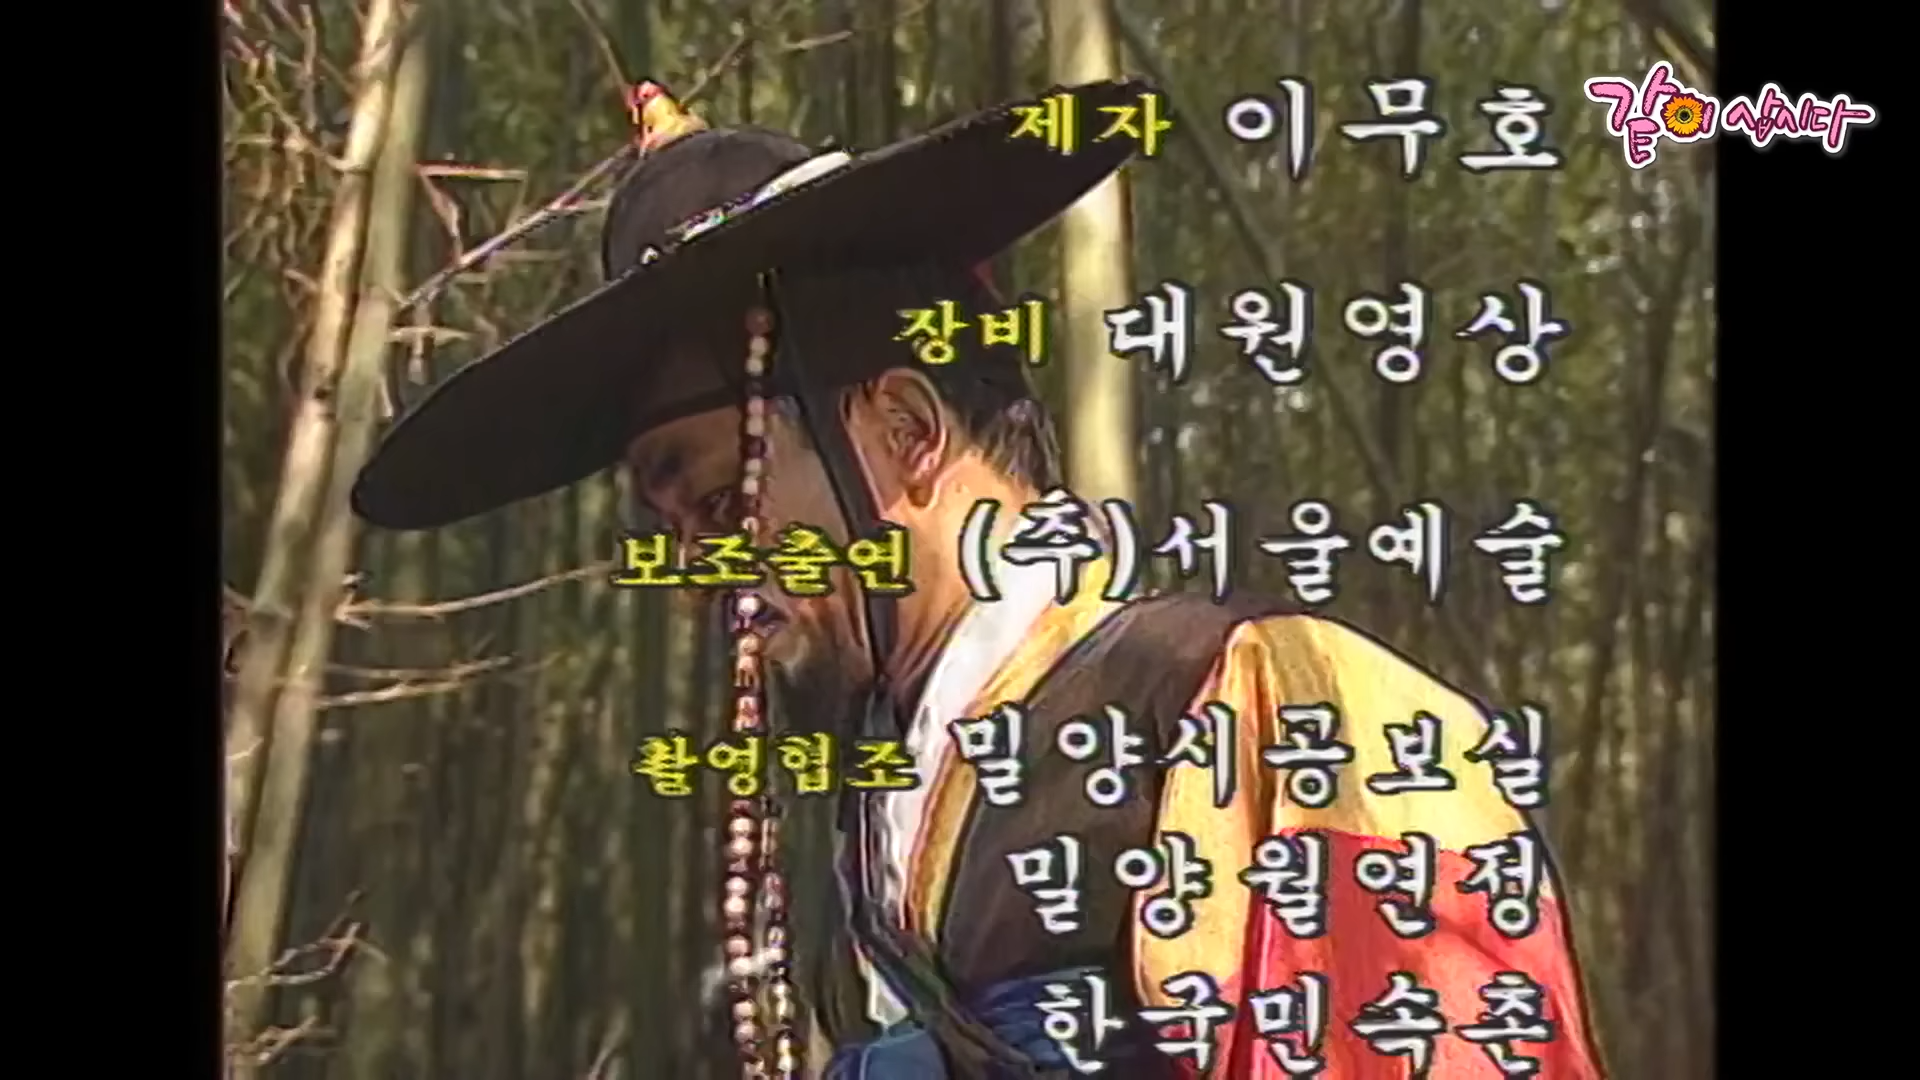 같이 삽시다
제자 이무호
장비 대원영상
보조출연 (주)서울예술
촬영협조 밀양시공보실
밀양월연정
한국민속촌